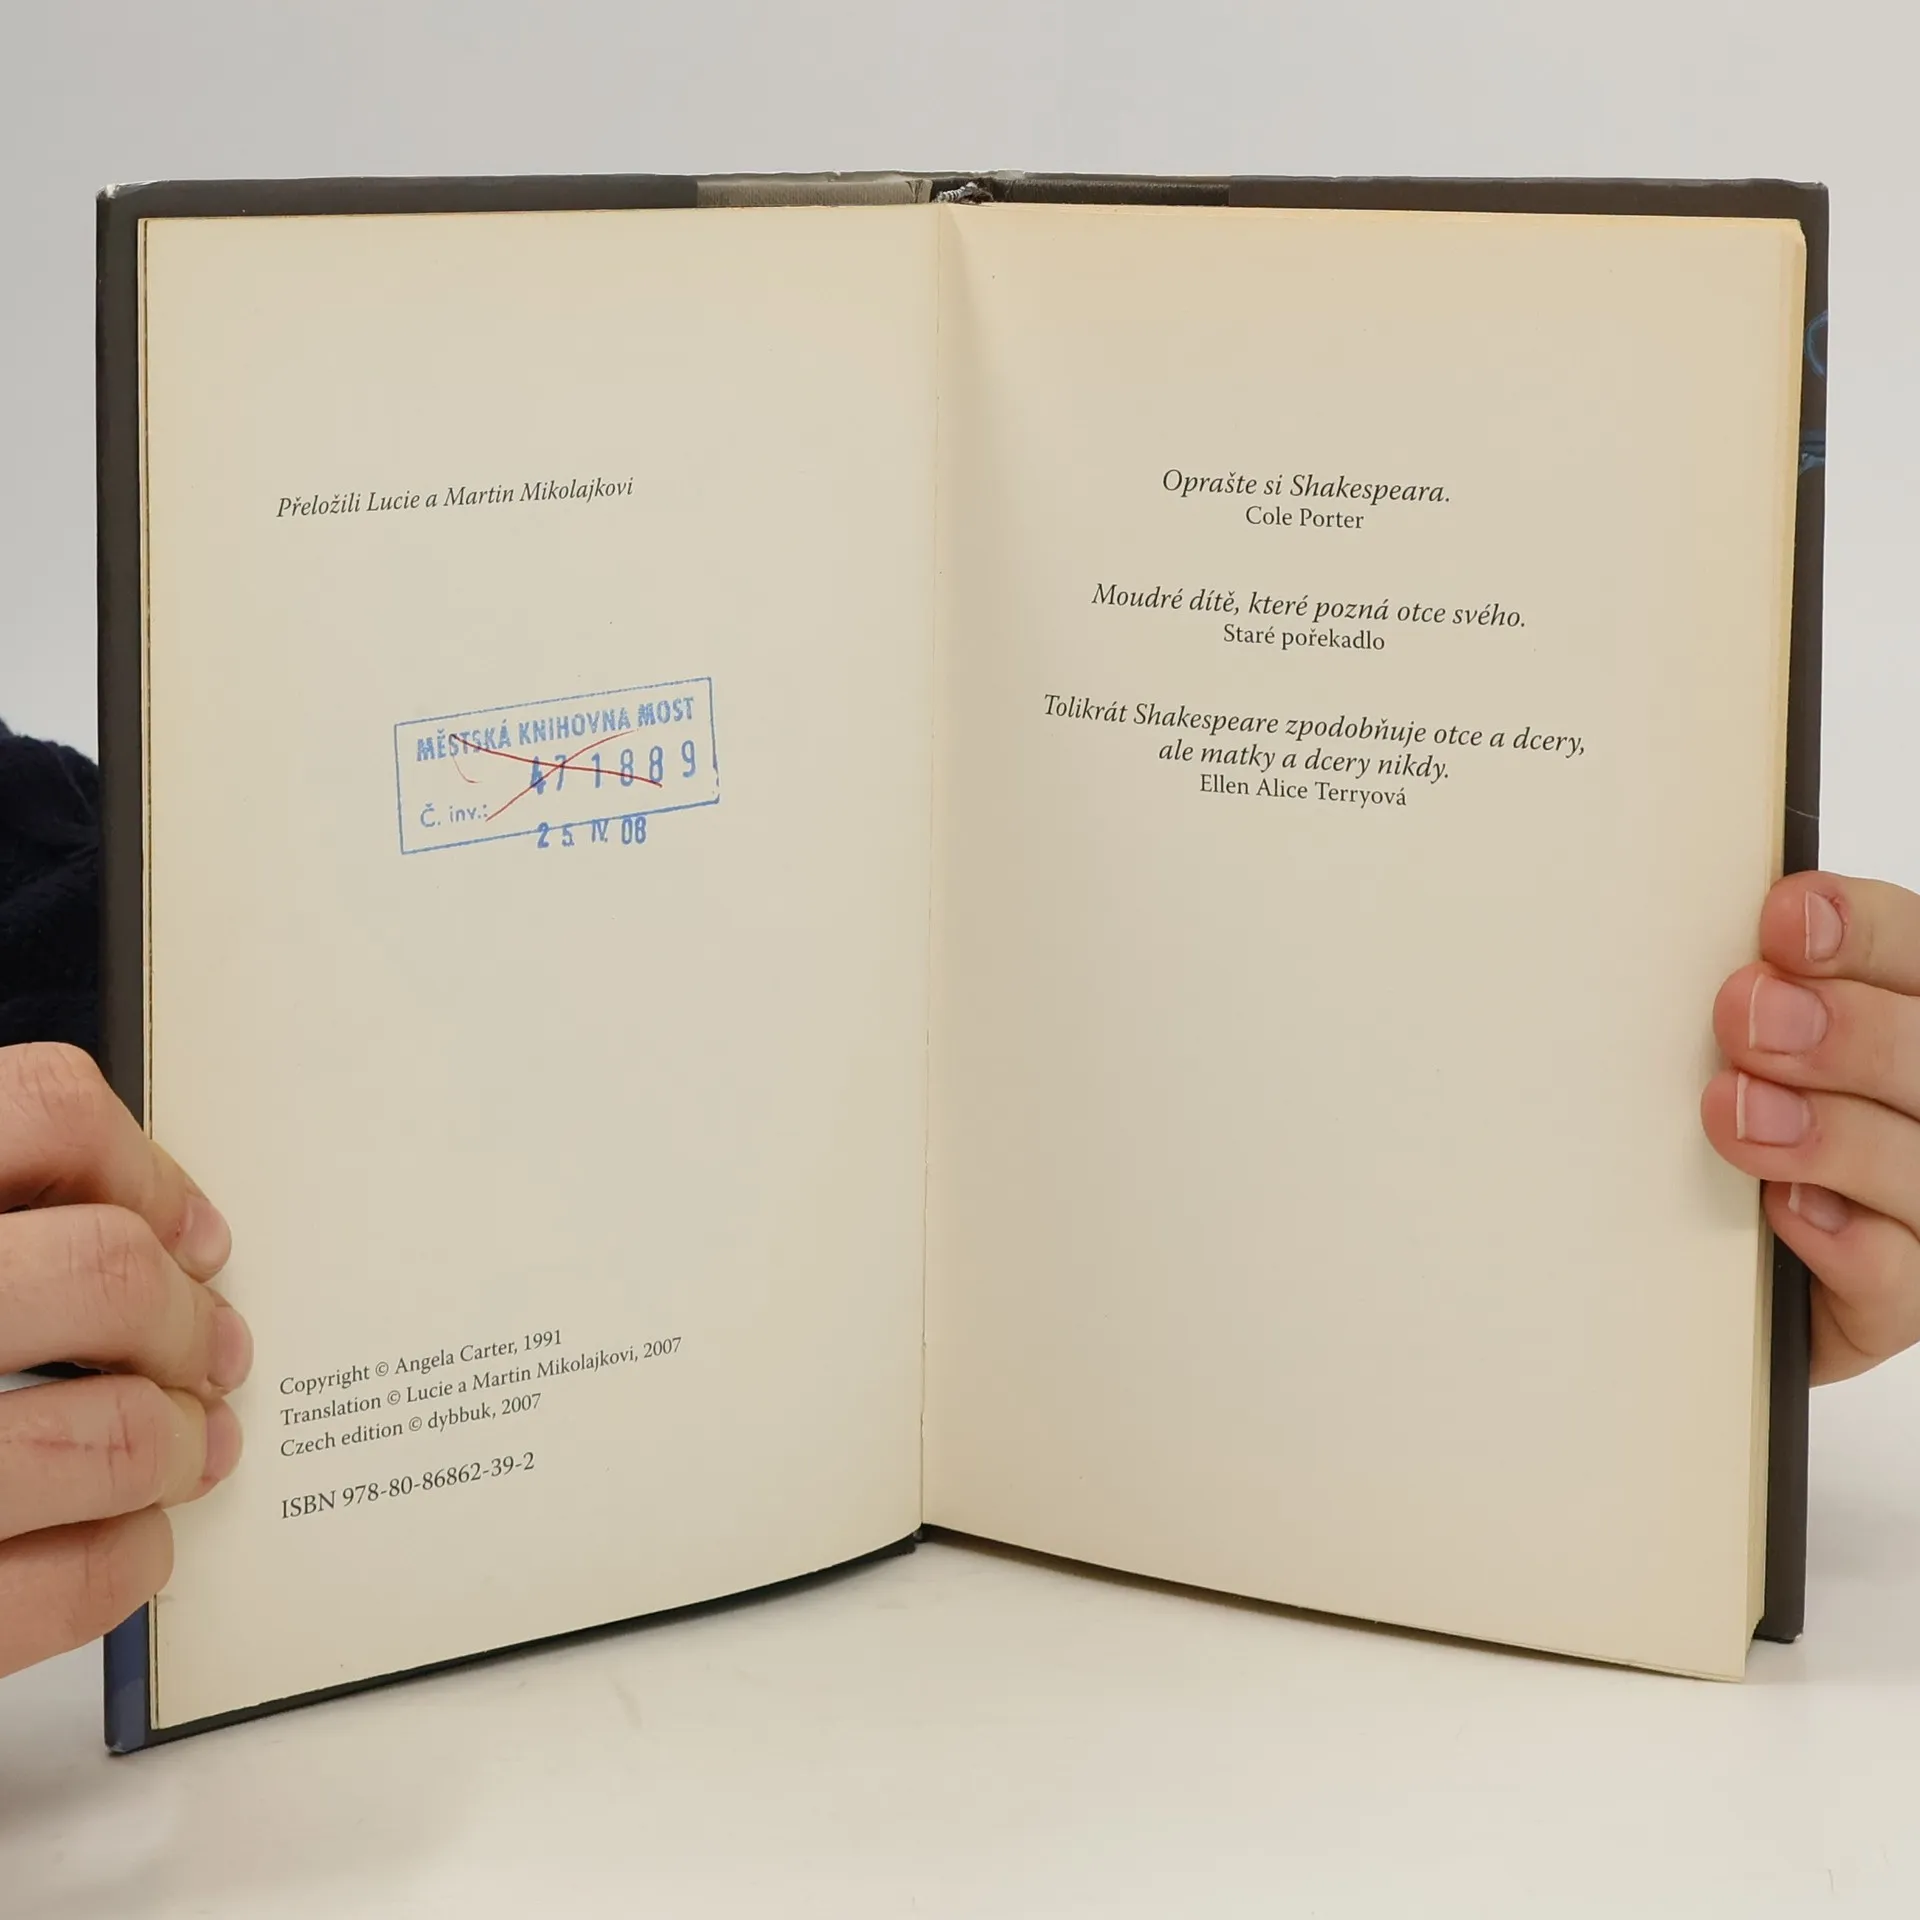 Přeložili Lucie a Martin Mikolajkovi
MĚSTSKÁ KNIHOVNA MOST
471889
Č. inv.:
25. IV. 08
Copyright © Angela Carter, 1991
Translation © Lucie a Martin Mikolajkovi, 2007
Czech edition © dybbuk, 2007
ISBN 978-80-86862-39-2
Oprašte si Shakespeara.
Cole Porter
Moudré dítě, které pozná otce svého.
Staré pořekadlo
Tolikrát Shakespeare zpodobňuje otce a dcery,
ale matky a dcery nikdy.
Ellen Alice Terryová